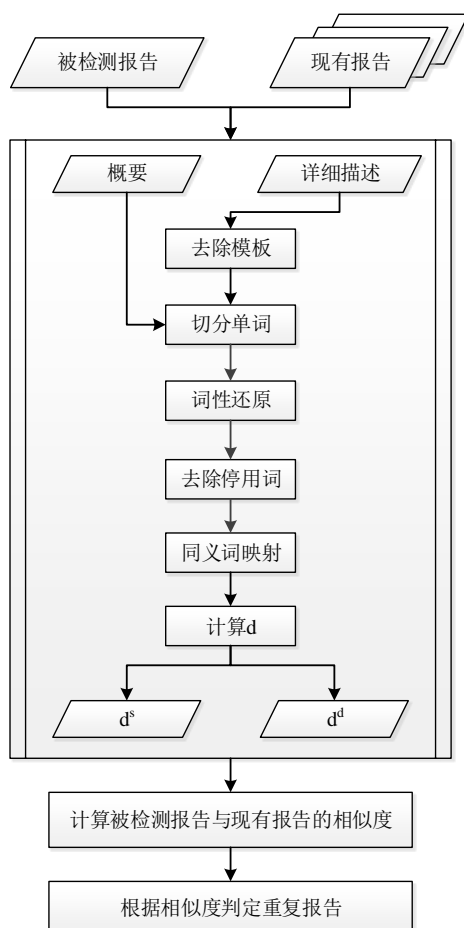 被检测报告
现有报告
概要
详细描述
去除模板
切分单词
词性还原
去除停用词
同义词映射
计算d
dˢ
dᵈ
计算被检测报告与现有报告的相似度
根据相似度判定重复报告